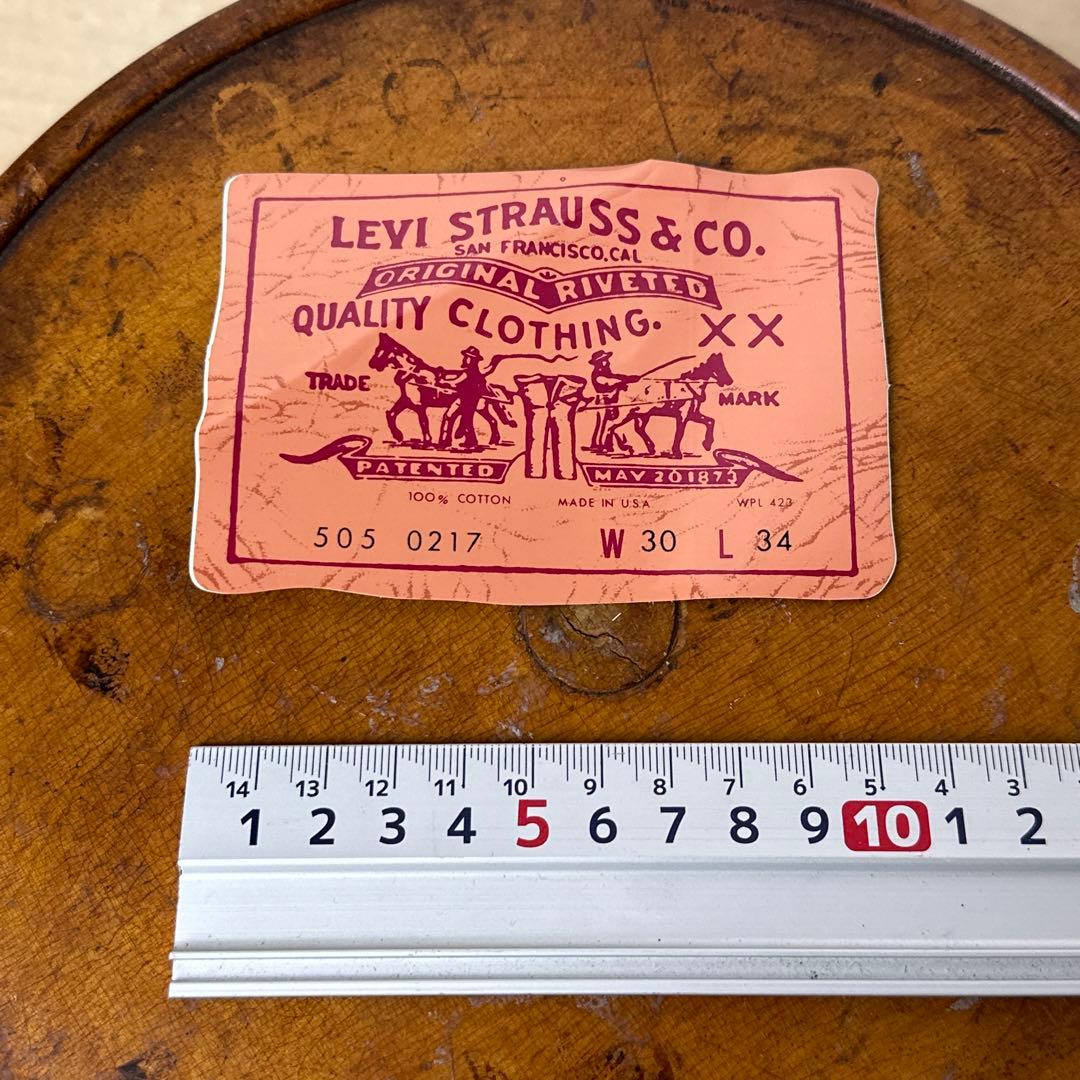 LEVI STRAUSS & CO.
SAN FRANCISCO, CAL
ORIGINAL RIVETED
QUALITY CLOTHING. XX
TRADE MARK
PATENTED MAY 20 1873
100% COTTON MADE IN U.S.A WPL 423
505 0217 W 30 L 34
14 13 12 11 10 9 8 7 6 5 4 3
1 2 3 4 5 6 7 8 9 10 1 2